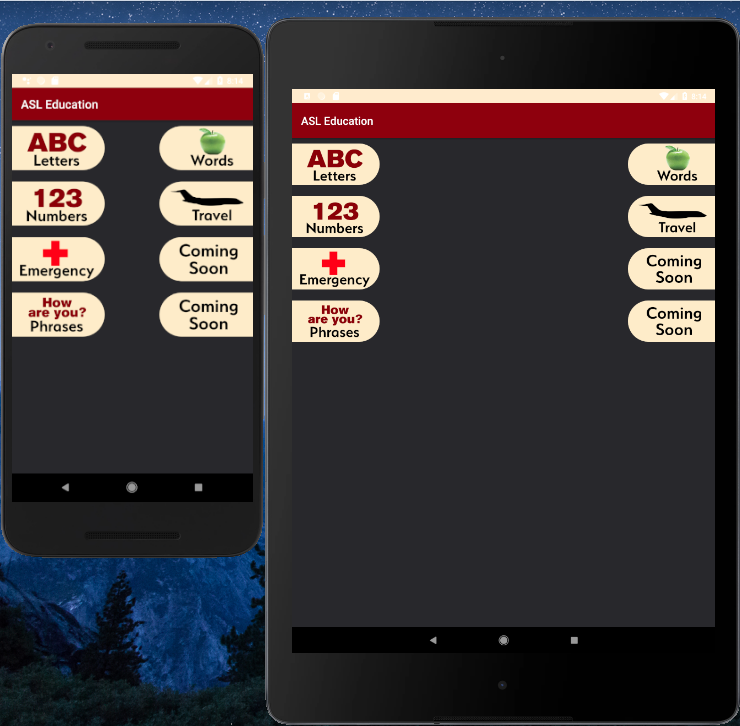 ASL Education
ABC
Letters
Words
123
Numbers
Travel
Emergency
Coming
Soon
How
are you?
Phrases
Coming
Soon
ASL Education
ABC
Letters
Words
123
Numbers
Travel
Emergency
Coming
Soon
How
are you?
Phrases
Coming
Soon